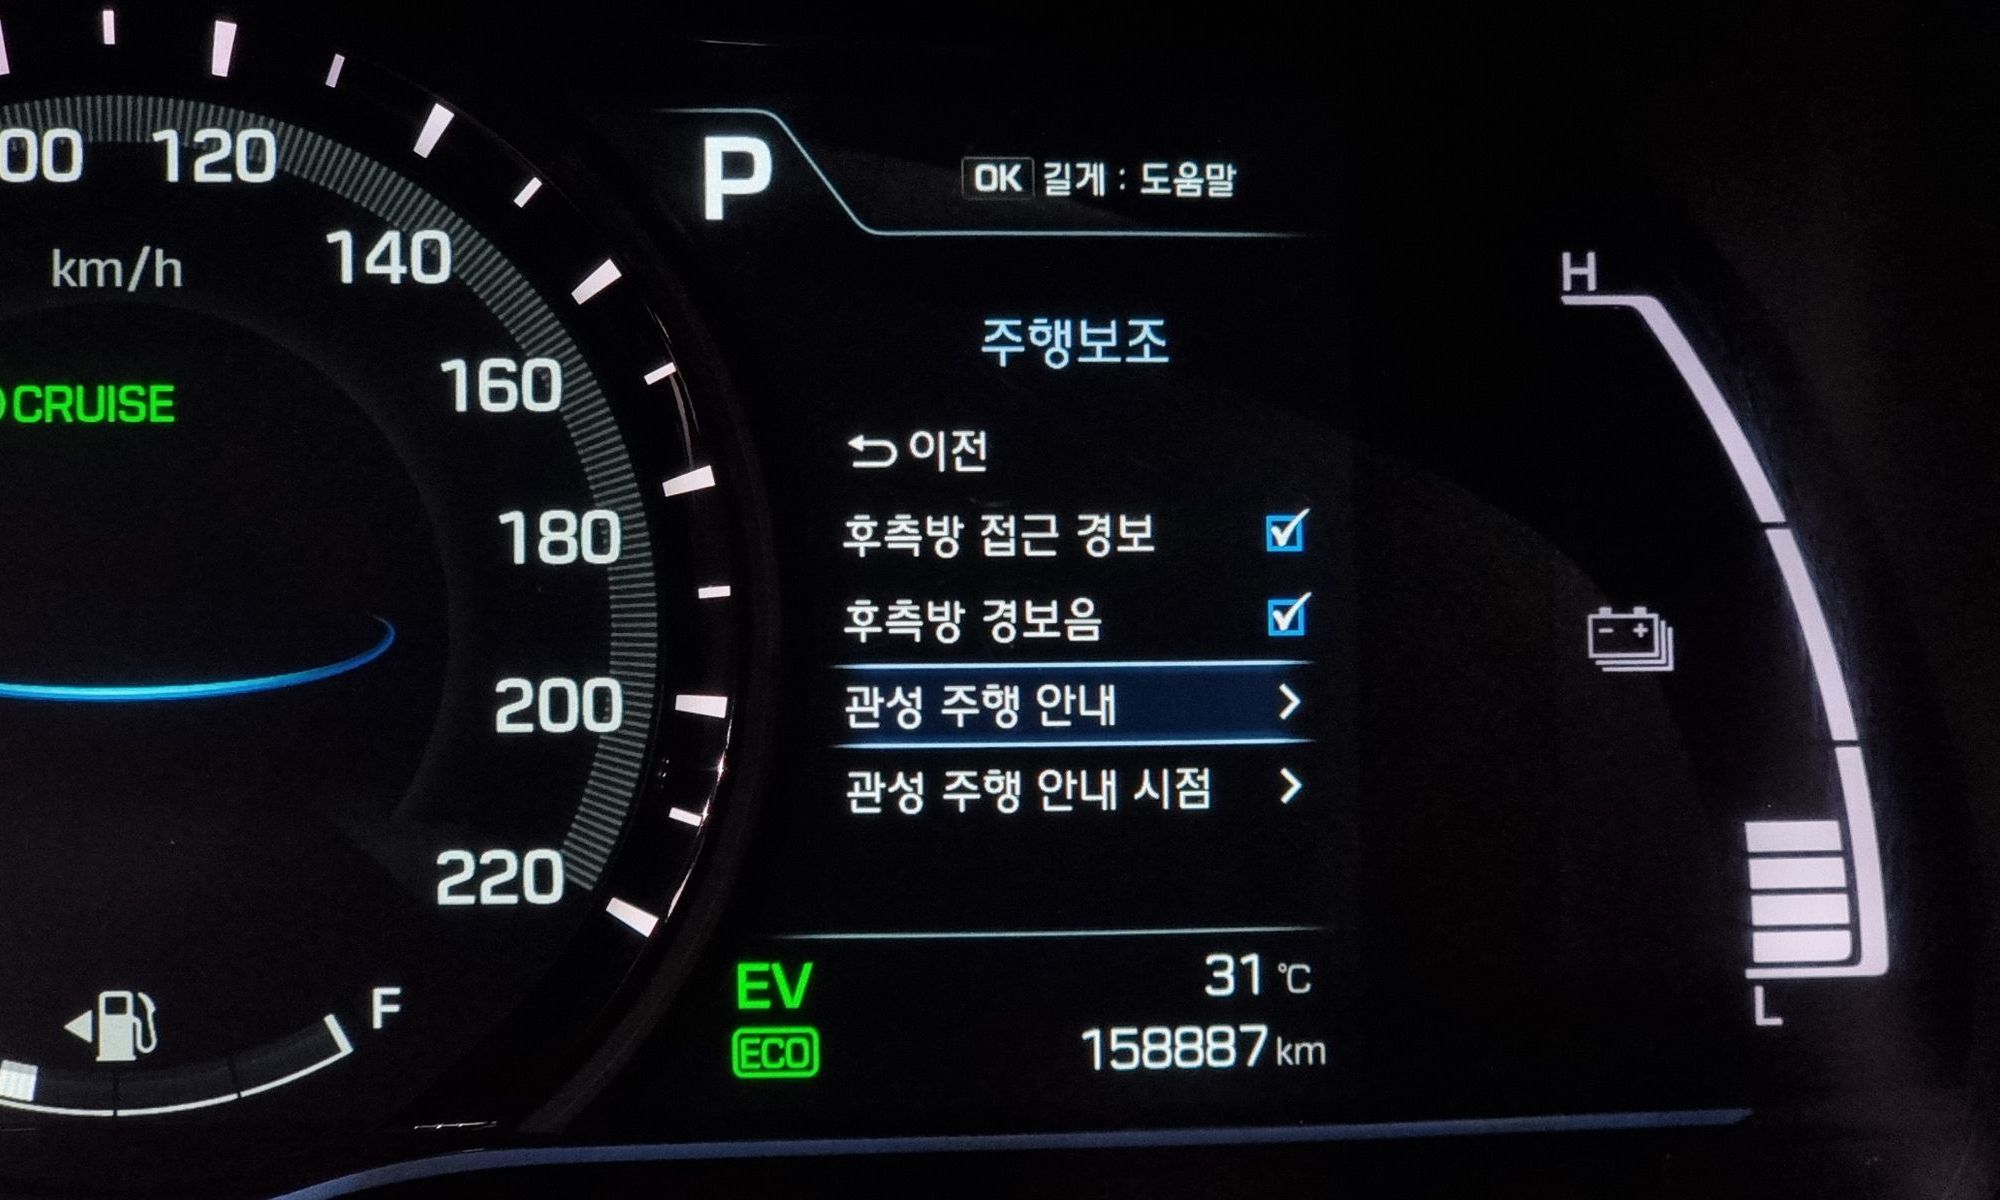 120
km/h
140
160
CRUISE
180
200
220
F
P
OK 길게 : 도움말
주행보조
이전
후측방 접근 경보
후측방 경보음
관성 주행 안내
관성 주행 안내 시점
EV
31 ℃
ECO
158887 km
H
L